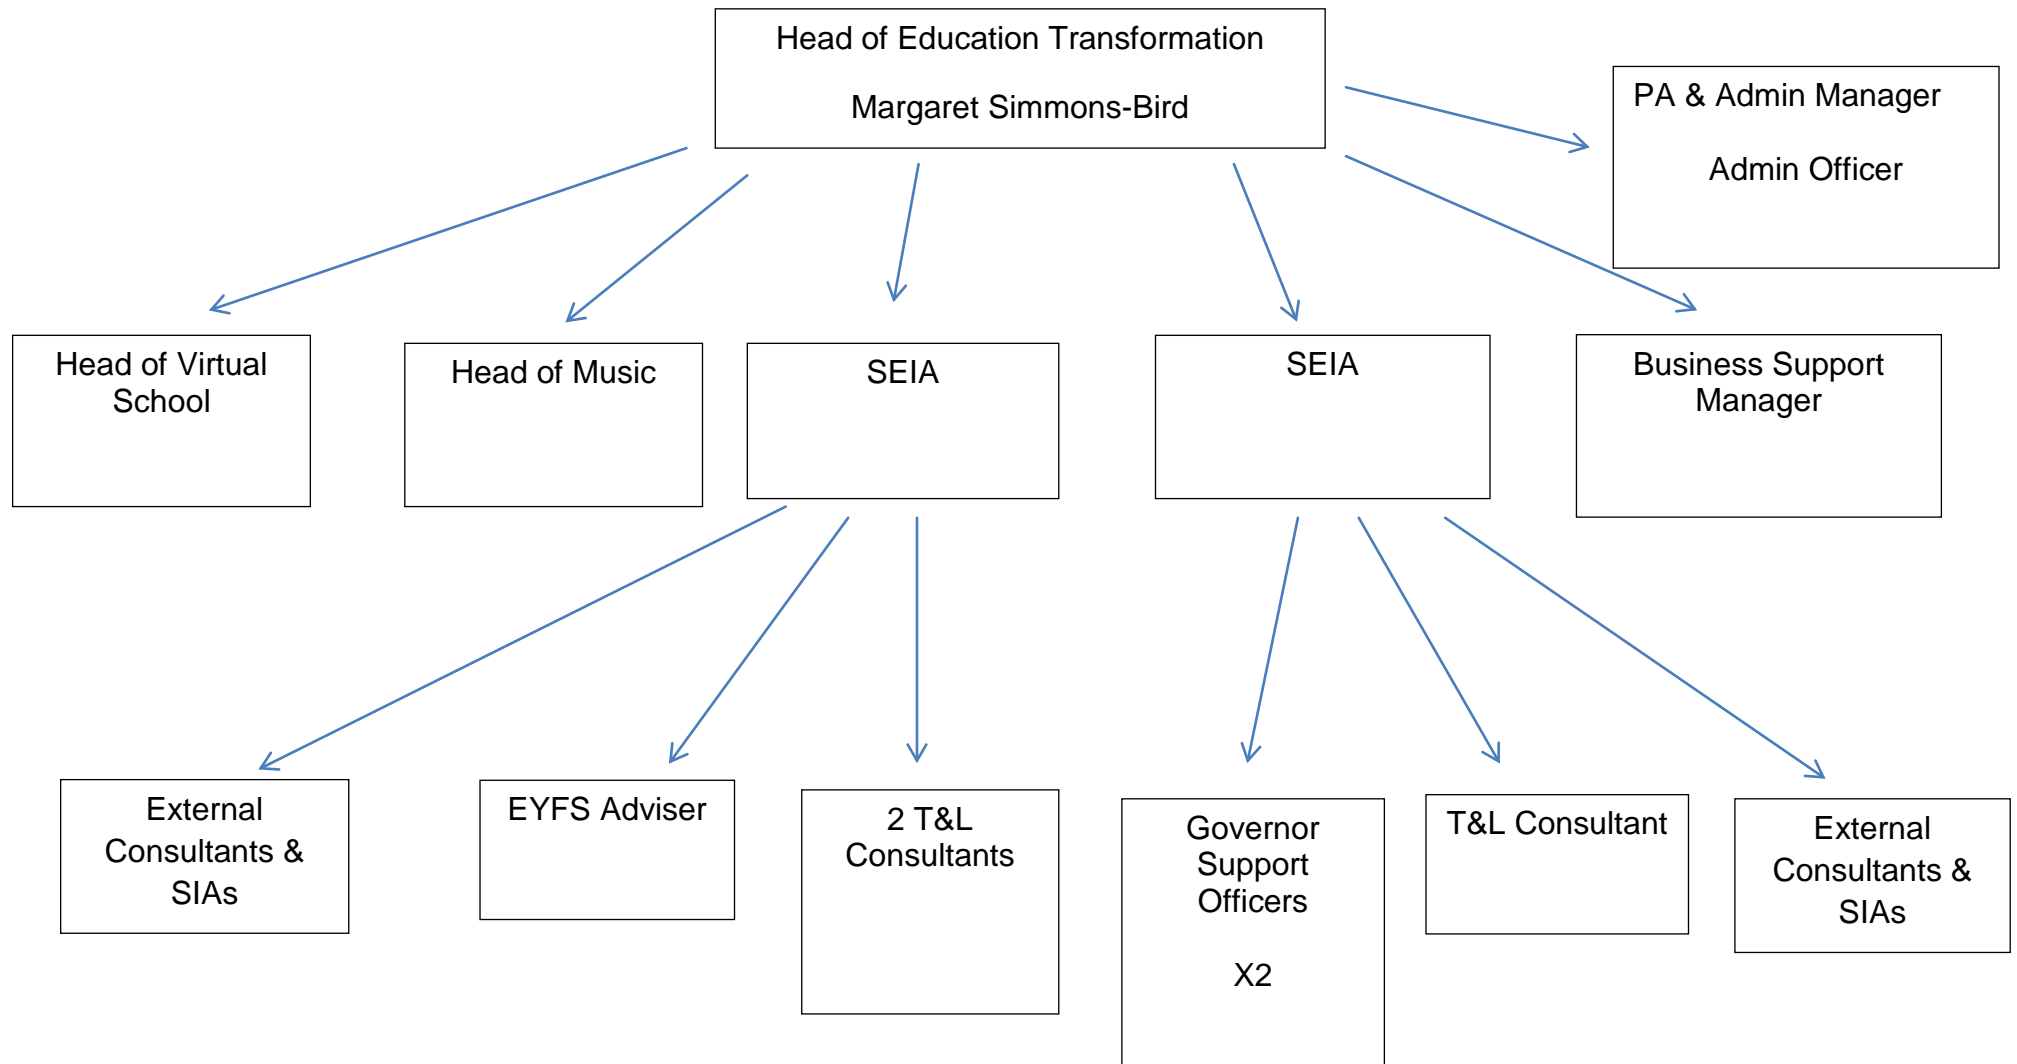 Head of Education Transformation
Margaret Simmons-Bird
PA & Admin Manager
Admin Officer
Head of Virtual
School
Head of Music
SEIA
SEIA
Business Support
Manager
External
Consultants &
SIAs
EYFS Adviser
2 T&L
Consultants
Governor
Support
Officers
X2
T&L Consultant
External
Consultants &
SIAs